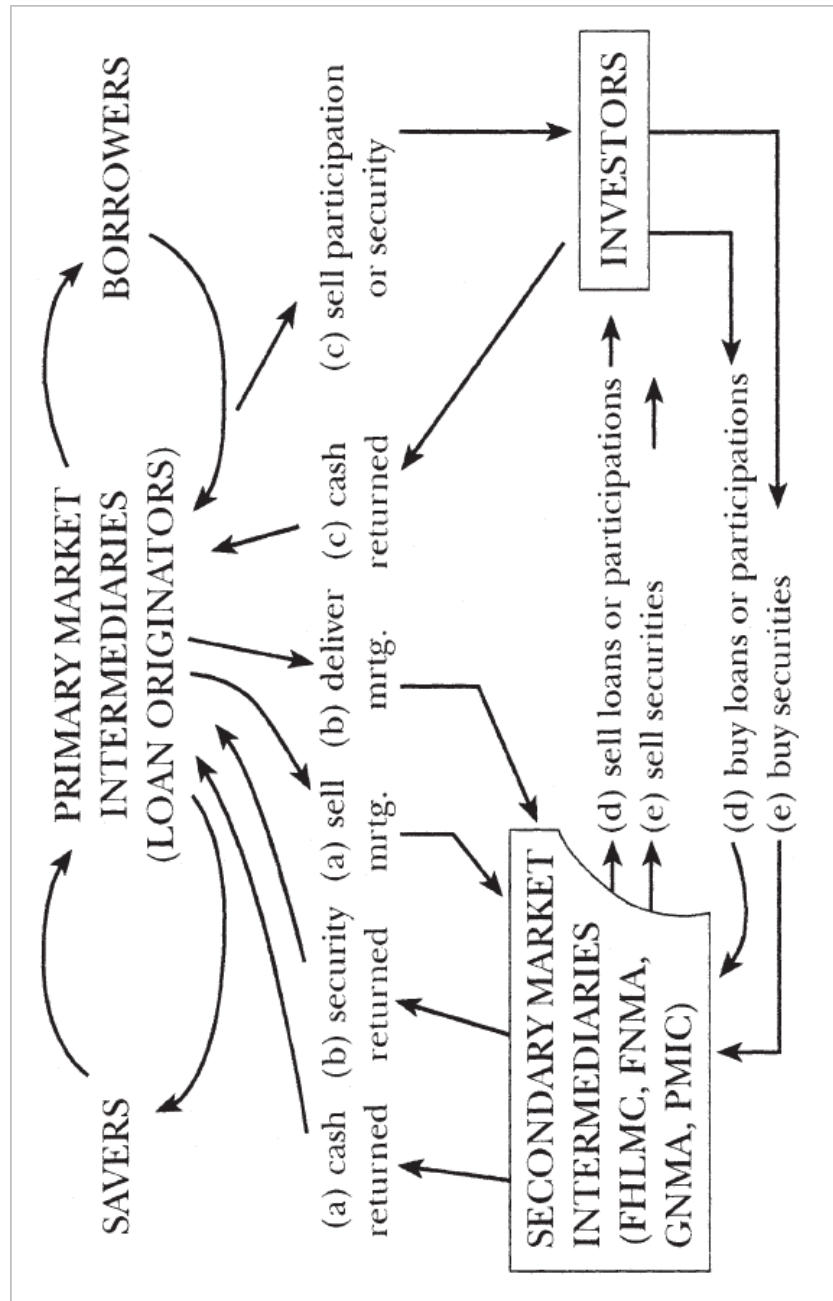 SAVERS
PRIMARY MARKET
INTERMEDIARIES
(LOAN ORIGINATORS)
BORROWERS
(a) cash
returned
(b) security
returned
(a) sell
mrtg.
(b) deliver
mrtg.
(c) cash
returned
(c) sell participation
or security
SECONDARY MARKET
INTERMEDIARIES
(FHLMC, FNMA,
GNMA, PMIC)
(d) sell loans or participations
(e) sell securities
INVESTORS
(d) buy loans or participations
(e) buy securities